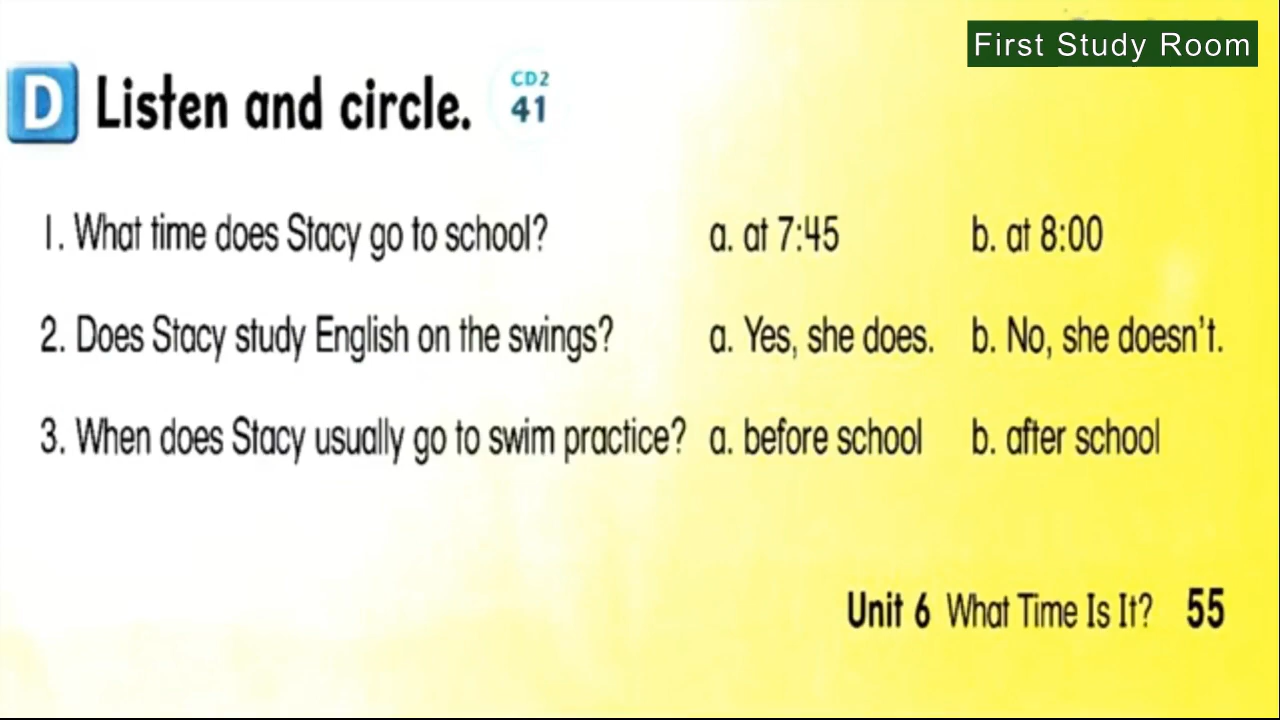 First Study Room
D Listen and circle. CD2 41
1. What time does Stacy go to school? a. at 7:45 b. at 8:00
2. Does Stacy study English on the swings? a. Yes, she does. b. No, she doesn't.
3. When does Stacy usually go to swim practice? a. before school b. after school
Unit 6 What Time Is It? 55